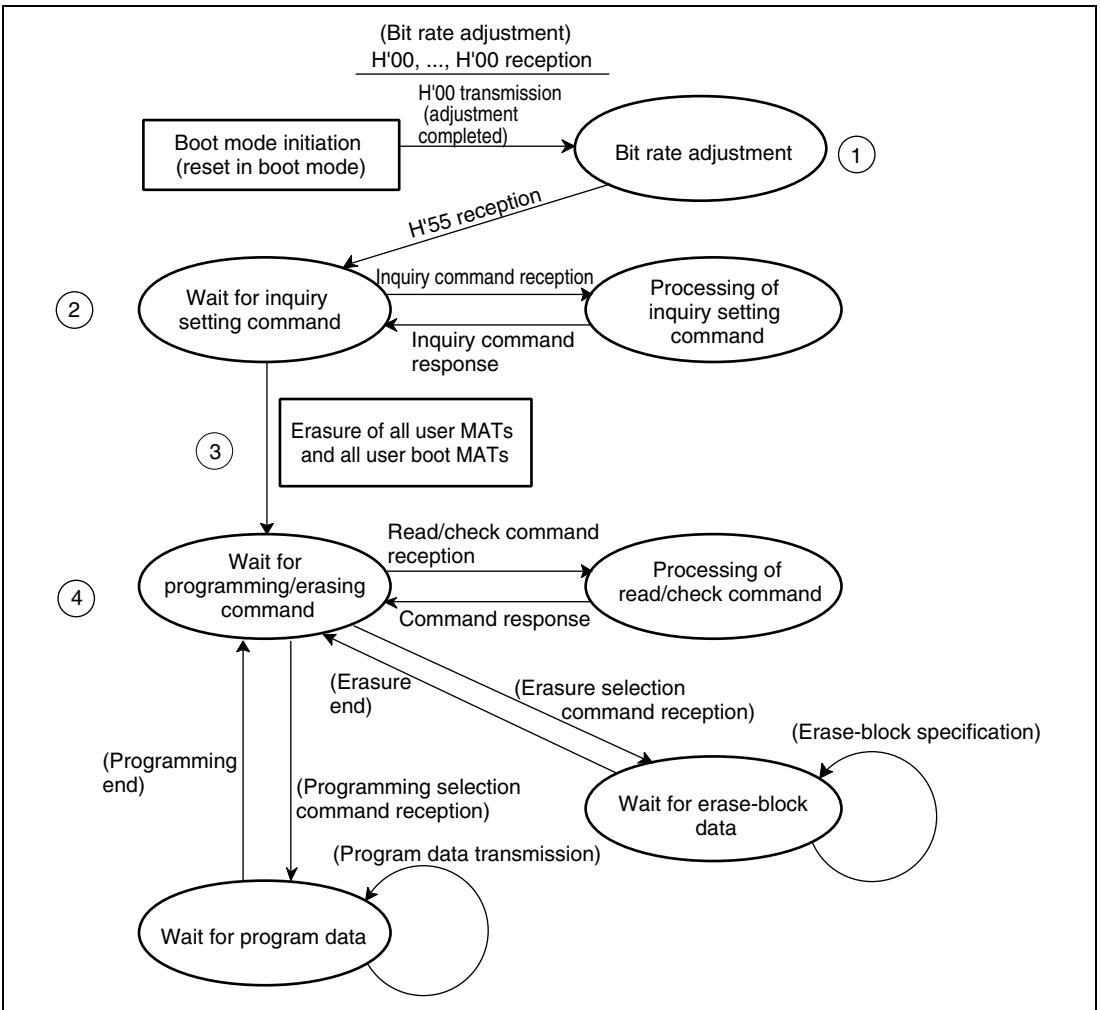 (Bit rate adjustment)
H'00, ..., H'00 reception
H'00 transmission
(adjustment
completed)
Boot mode initiation
(reset in boot mode)
Bit rate adjustment
1
H'55 reception
2
Wait for inquiry
setting command
Inquiry command reception
Inquiry command
response
Processing of
inquiry setting
command
3
Erasure of all user MATs
and all user boot MATs
4
Wait for
programming/erasing
command
Read/check command
reception
Command response
Processing of
read/check command
(Erasure
end)
(Erasure selection
command reception)
(Erase-block specification)
(Programming
end)
(Programming selection
command reception)
Wait for erase-block
data
(Program data transmission)
Wait for program data